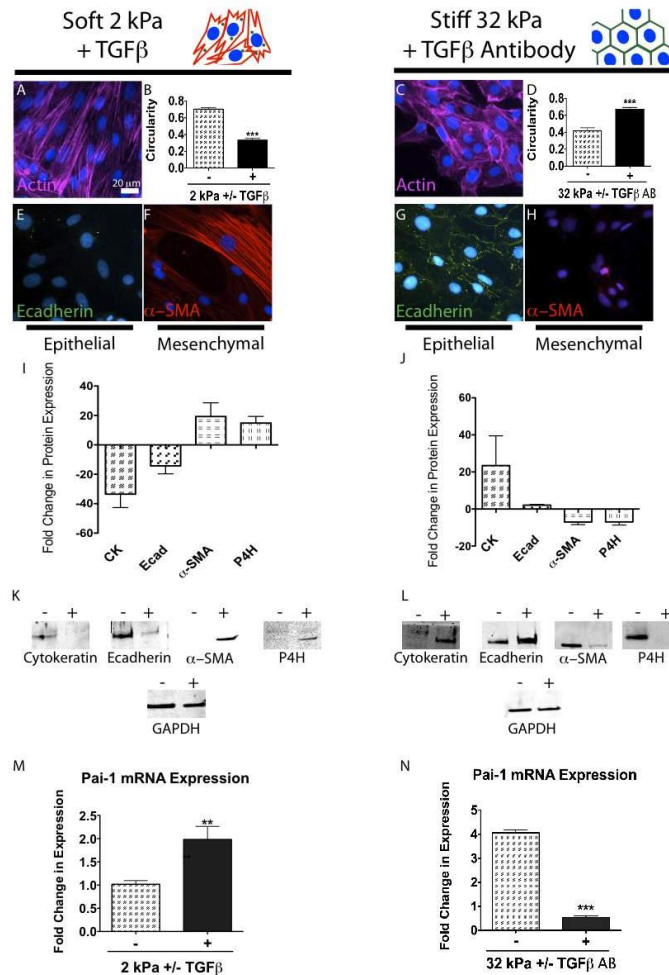 Soft 2 kPa
+ TGFβ
Stiff 32 kPa
+ TGFβ Antibody
A
Actin
20 µm
B
Circularity
0.8
0.6
0.4
0.2
0.0
***
- +
2 kPa +/- TGFβ
C
Actin
D
Circularity
0.8
0.6
0.4
0.2
0.0
***
- +
32 kPa +/- TGFβ AB
E
Ecadherin
F
α-SMA
G
Ecadherin
H
α-SMA
Epithelial
Mesenchymal
Epithelial
Mesenchymal
I
Fold Change in Protein Expression
40
20
0
-20
-40
-60
CK
Ecad
α-SMA
P4H
J
Fold Change in Protein Expression
60
40
20
0
-20
CK
Ecad
α-SMA
P4H
K
- +
Cytokeratin
- +
Ecadherin
- +
α-SMA
- +
P4H
- +
GAPDH
L
- +
Cytokeratin
- +
Ecadherin
- +
α-SMA
- +
P4H
- +
GAPDH
M
Pai-1 mRNA Expression
Fold Change in Expression
2.5
2.0
1.5
1.0
0.5
0.0
**
- +
2 kPa +/- TGFβ
N
Pai-1 mRNA Expression
Fold Change in Expression
5
4
3
2
1
0
***
- +
32 kPa +/- TGFβ AB